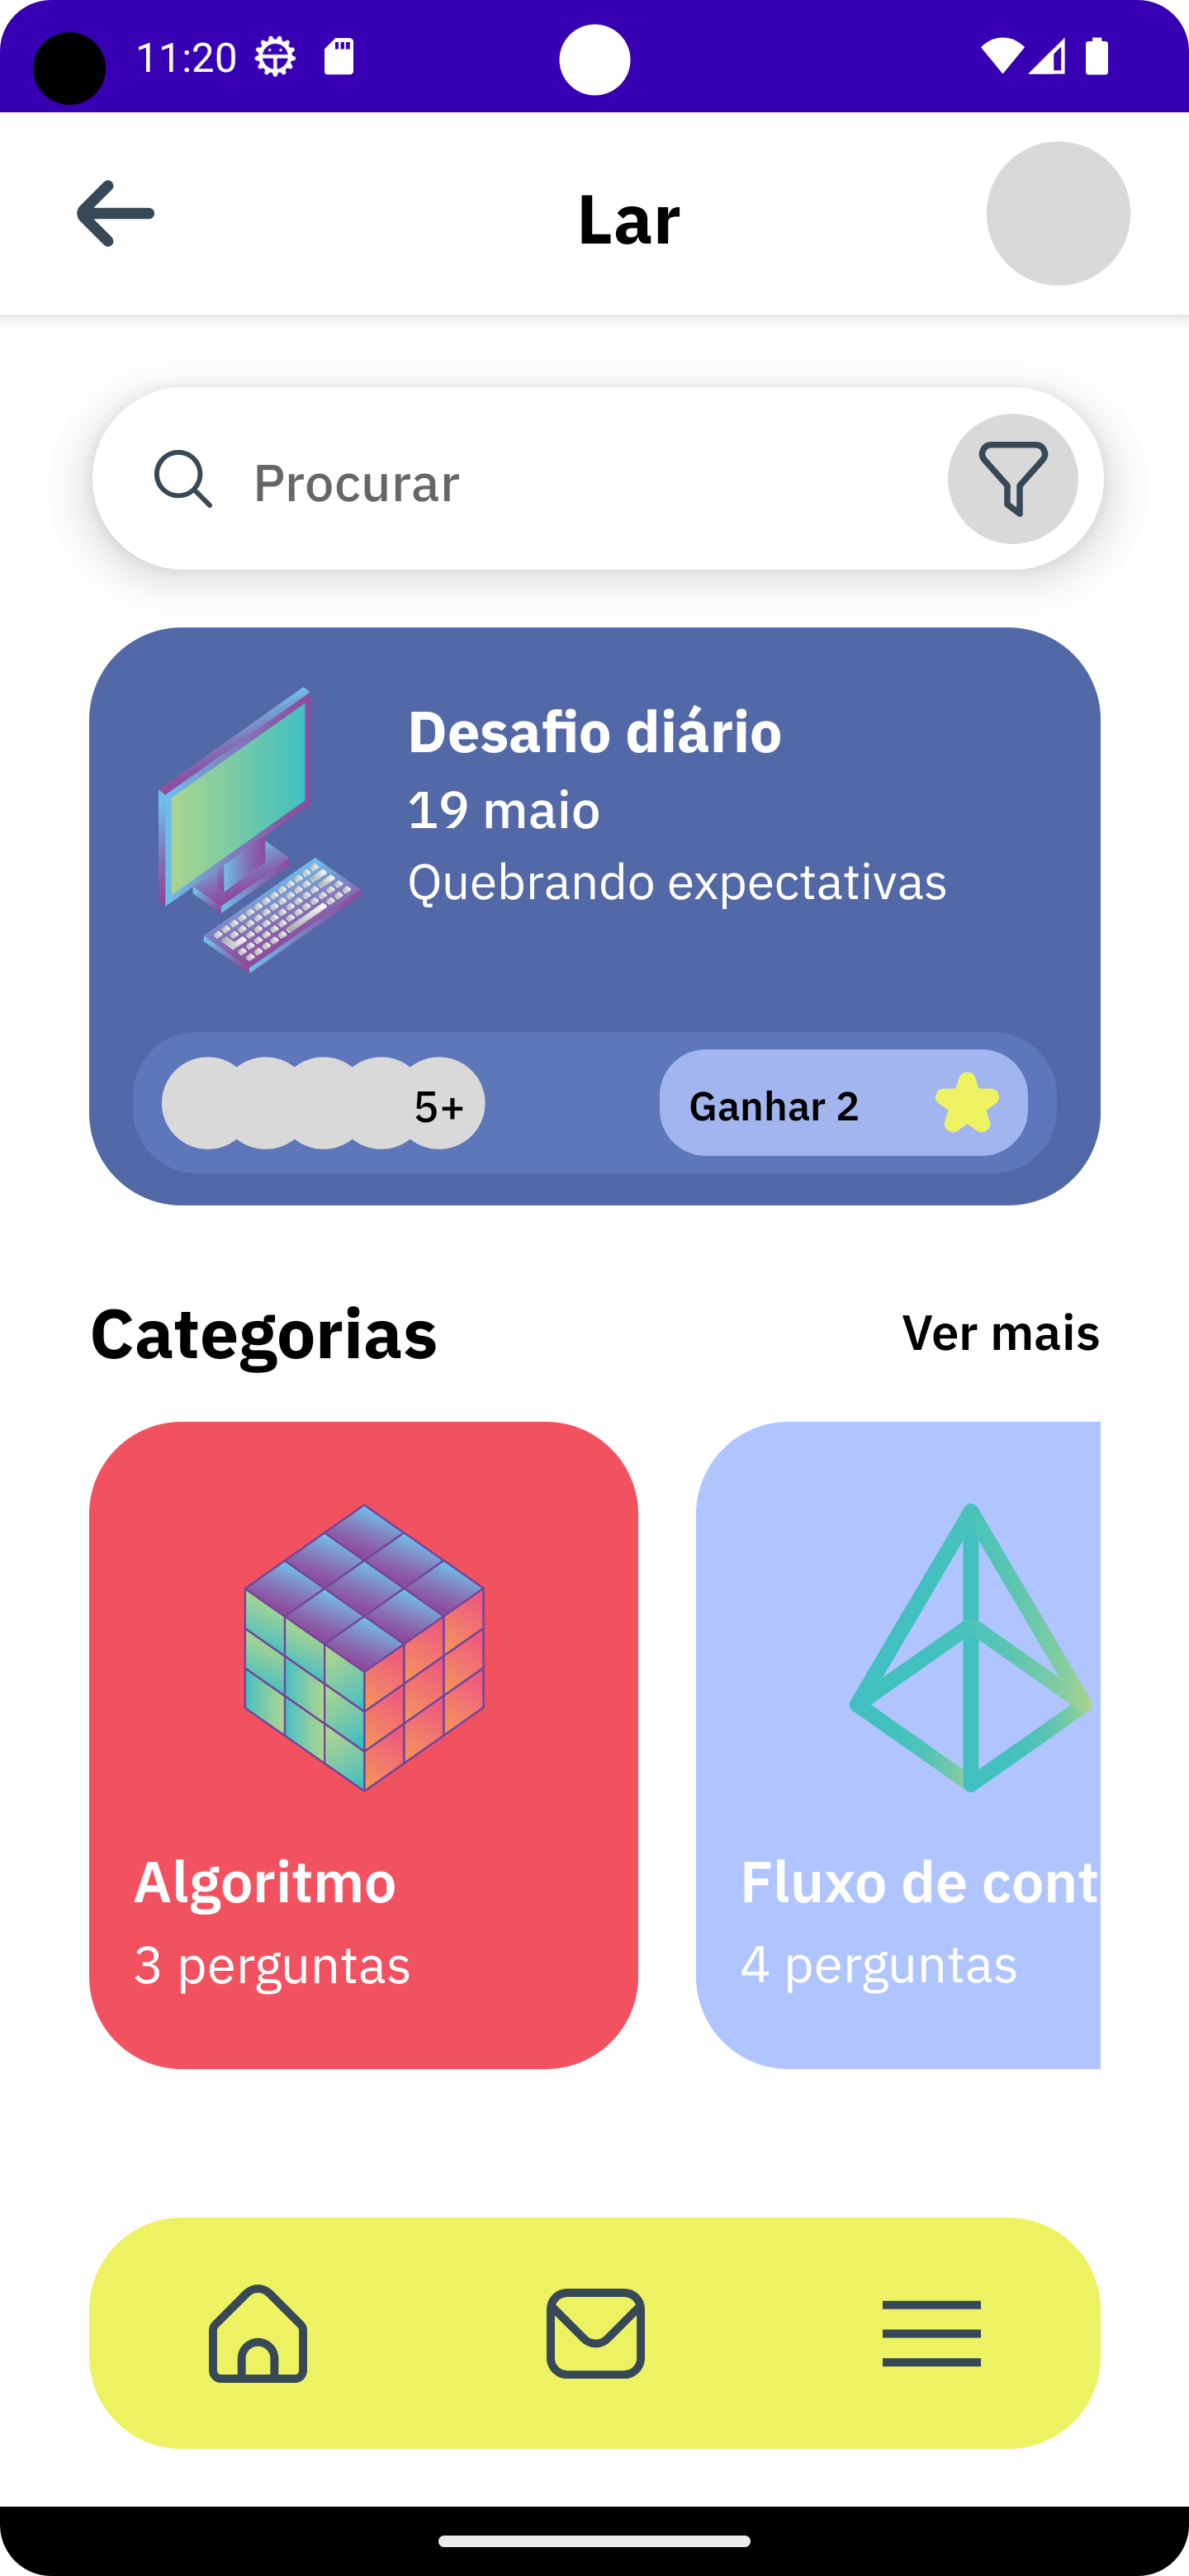 11:20
Lar
Procurar
Desafio diário
19 maio
Quebrando expectativas
5+
Ganhar 2
Categorias
Ver mais
Algoritmo
3 perguntas
Fluxo de cont
4 perguntas